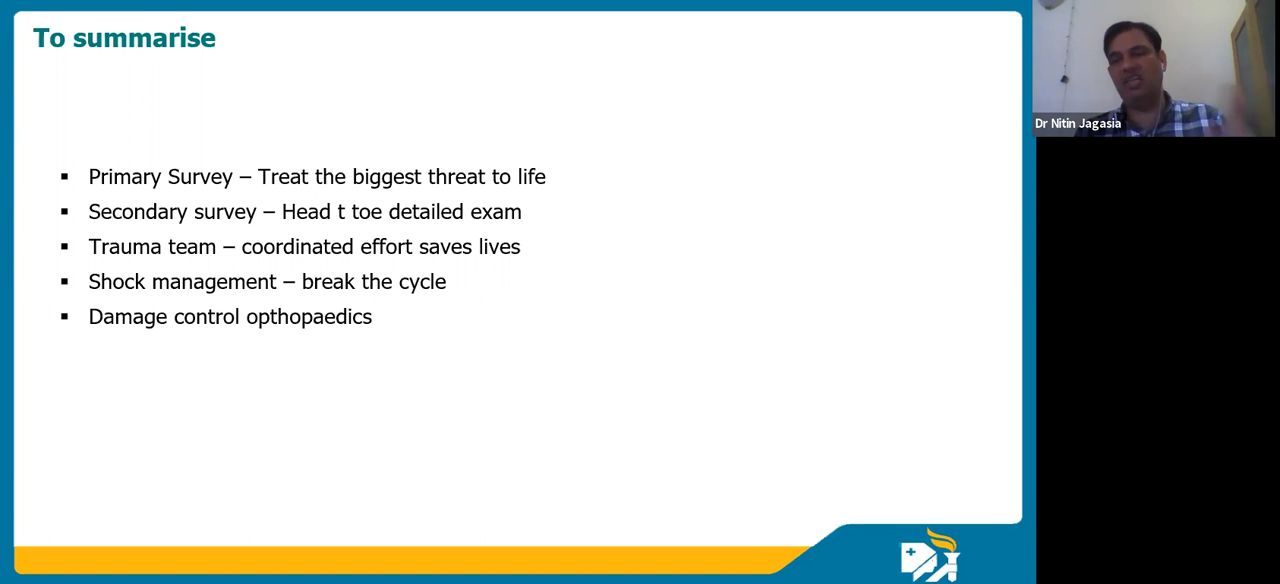 To summarise
Dr Nitin Jagasia
▪ Primary Survey – Treat the biggest threat to life
▪ Secondary survey – Head t toe detailed exam
▪ Trauma team – coordinated effort saves lives
▪ Shock management – break the cycle
▪ Damage control opthopaedics